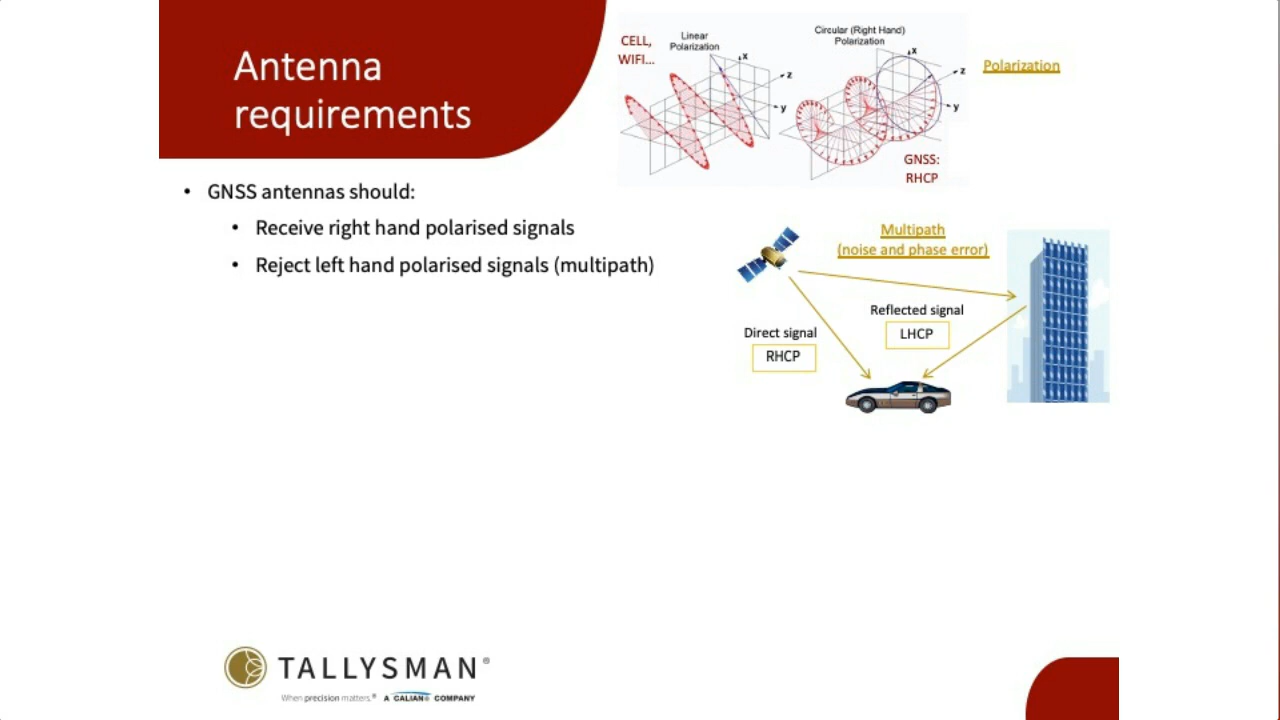 Antenna
requirements
• GNSS antennas should:
• Receive right hand polarised signals
• Reject left hand polarised signals (multipath)
CELL,
WIFI...
Linear
Polarization
x
z
y
Circular (Right Hand)
Polarization
x
z
y
GNSS:
RHCP
Polarization
Multipath
(noise and phase error)
Reflected signal
LHCP
Direct signal
RHCP
TALLYSMAN®
When precision matters.® A CALIAN® COMPANY